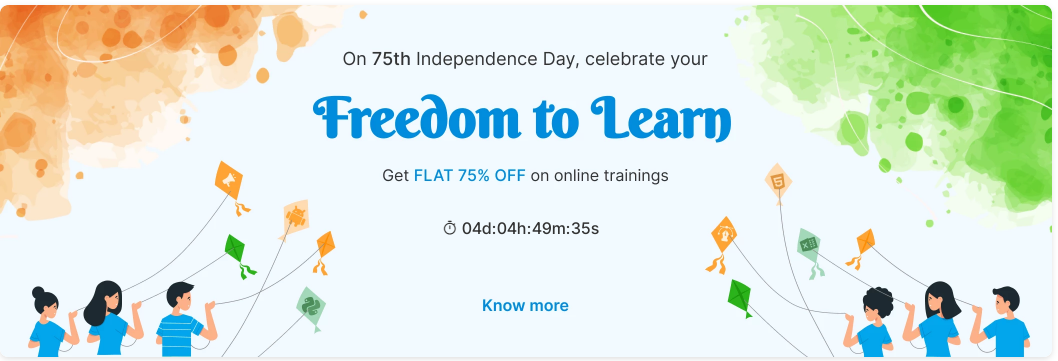 On 75th Independence Day, celebrate your
Freedom to Learn
Get FLAT 75% OFF on online trainings
04d:04h:49m:35s
Know more